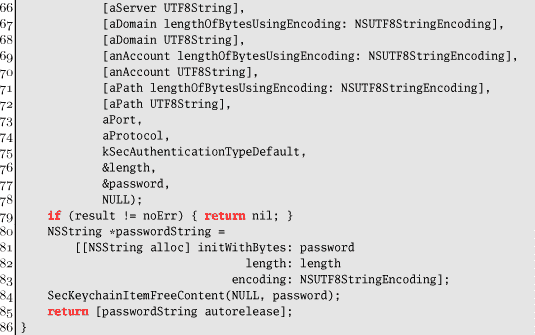 66 [aServer UTF8String],
67 [aDomain lengthOfBytesUsingEncoding: NSUTF8StringEncoding],
68 [aDomain UTF8String],
69 [anAccount lengthOfBytesUsingEncoding: NSUTF8StringEncoding],
70 [anAccount UTF8String],
71 [aPath lengthOfBytesUsingEncoding: NSUTF8StringEncoding],
72 [aPath UTF8String],
73 aPort,
74 aProtocol,
75 kSecAuthenticationTypeDefault,
76 &length,
77 &password,
78 NULL);
79 if (result != noErr) { return nil; }
80 NSString *passwordString =
81 [[NSString alloc] initWithBytes: password
82 length: length
83 encoding: NSUTF8StringEncoding];
84 SecKeychainItemFreeContent(NULL, password);
85 return [passwordString autorelease];
86 }